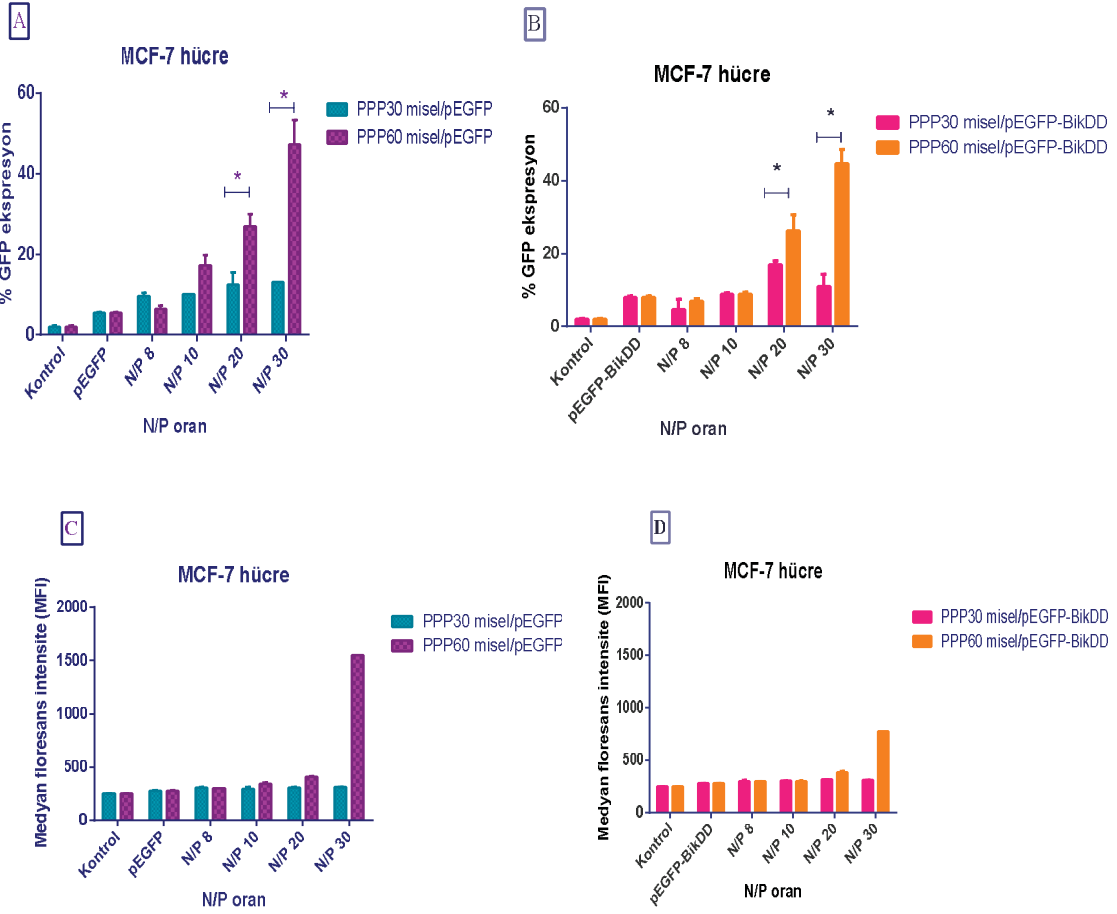 A
MCF-7 hücre
% GFP ekspresyon
60
40
20
0
Kontrol
pEGFP
N/P 8
N/P 10
N/P 20
N/P 30
N/P oran
*
*
PPP30 misel/pEGFP
PPP60 misel/pEGFP
B
MCF-7 hücre
% GFP ekspresyon
60
40
20
0
Kontrol
pEGFP-BikDD
N/P 8
N/P 10
N/P 20
N/P 30
N/P oran
*
*
PPP30 misel/pEGFP-BikDD
PPP60 misel/pEGFP-BikDD
C
MCF-7 hücre
Medyan floresans intensite (MFI)
2000
1500
1000
500
0
Kontrol
pEGFP
N/P 8
N/P 10
N/P 20
N/P 30
N/P oran
PPP30 misel/pEGFP
PPP60 misel/pEGFP
D
MCF-7 hücre
Medyan floresans intensite (MFI)
2000
1500
1000
500
0
Kontrol
pEGFP-BikDD
N/P 8
N/P 10
N/P 20
N/P 30
N/P oran
PPP30 misel/pEGFP-BikDD
PPP60 misel/pEGFP-BikDD